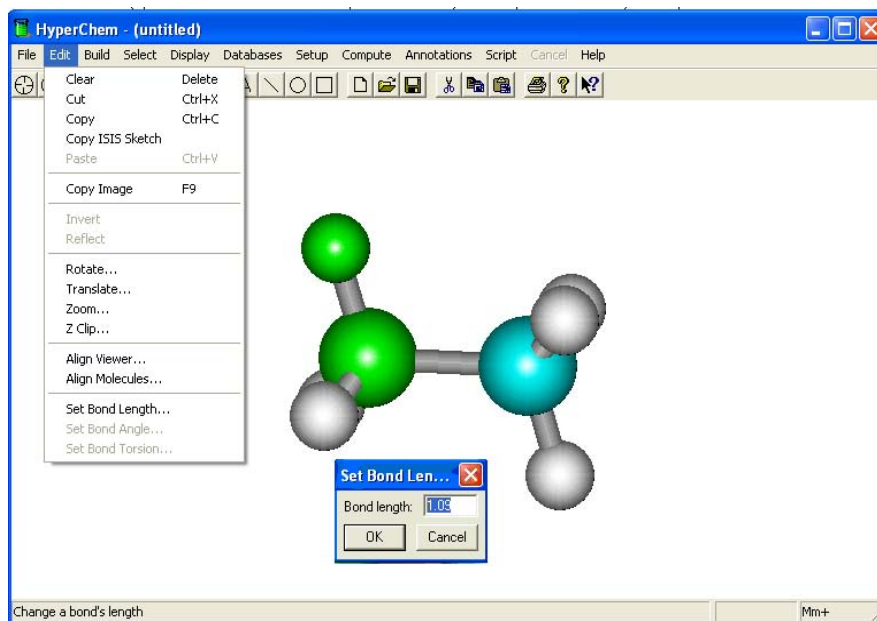 HyperChem - (untitled)
File Edit Build Select Display Databases Setup Compute Annotations Script Cancel Help
Clear Delete
Cut Ctrl+X
Copy Ctrl+C
Copy ISIS Sketch
Paste Ctrl+V
Copy Image F9
Invert
Reflect
Rotate...
Translate...
Zoom...
Z Clip...
Align Viewer...
Align Molecules...
Set Bond Length...
Set Bond Angle...
Set Bond Torsion...
Set Bond Len...
Bond length: 1.09
OK Cancel
Change a bond's length Mm+